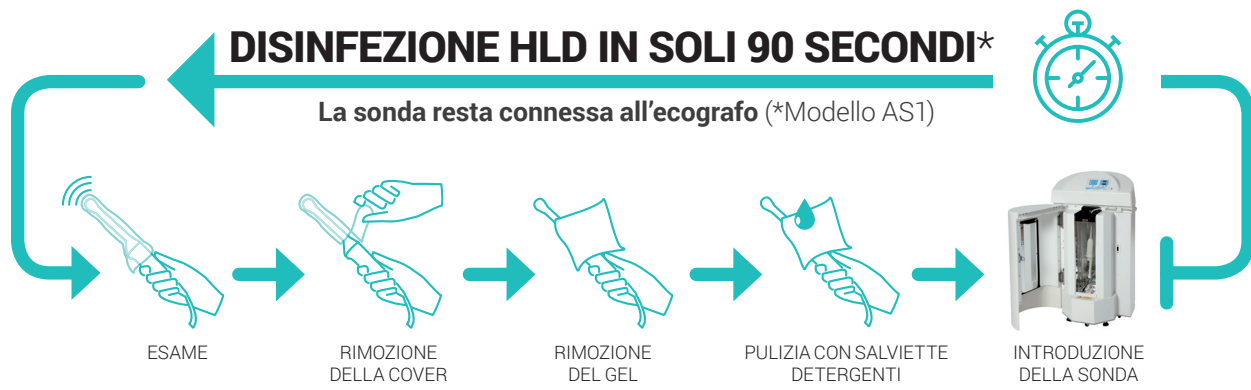 DISINFEZIONE HLD IN SOLI 90 SECONDI*
La sonda resta connessa all'ecografo (*Modello AS1)
ESAME
RIMOZIONE
DELLA COVER
RIMOZIONE
DEL GEL
PULIZIA CON SALVIETTE
DETERGENTI
INTRODUZIONE
DELLA SONDA